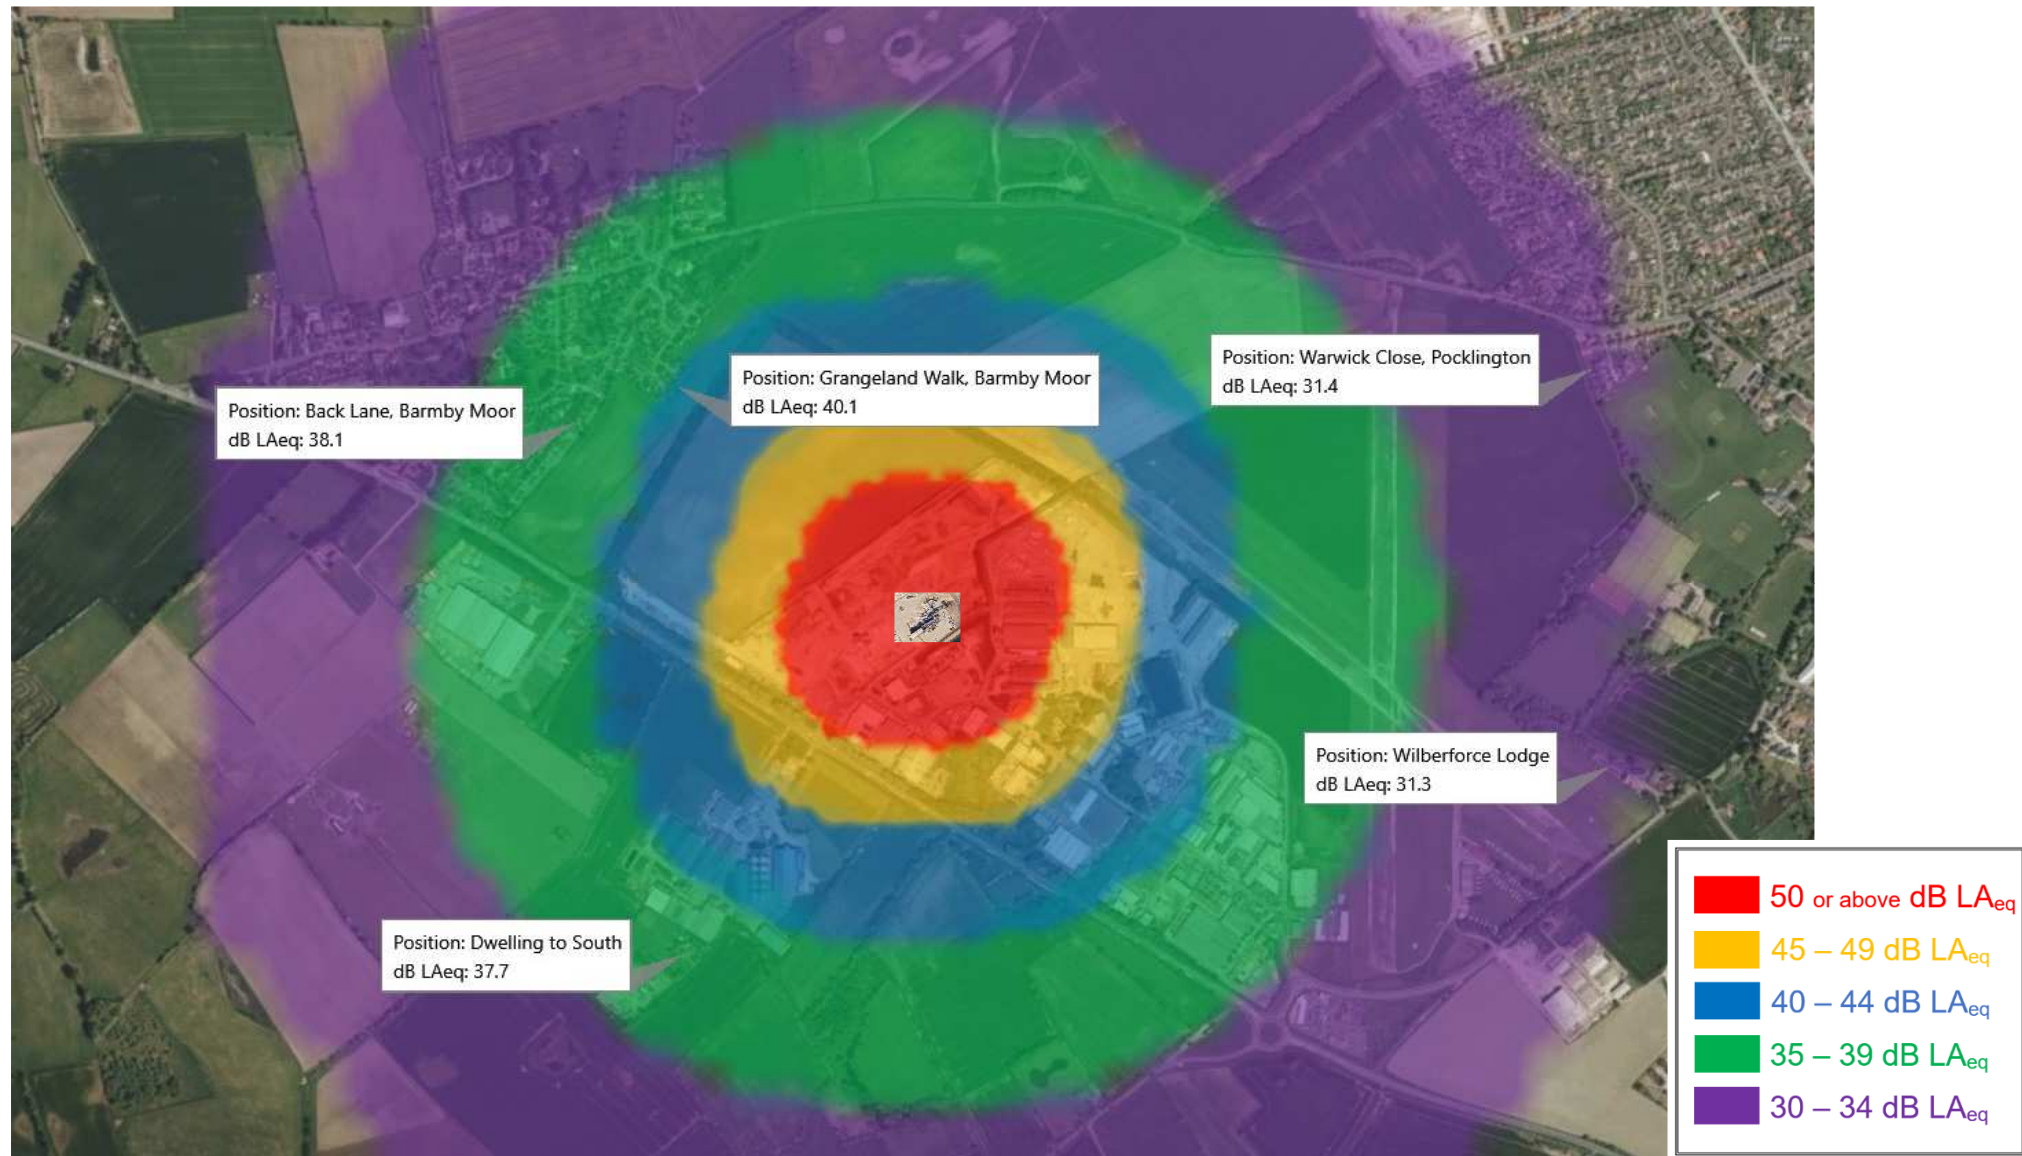 Position: Grangeland Walk, Barmby Moor
dB LAeq: 40.1
Position: Warwick Close, Pocklington
dB LAeq: 31.4
Position: Back Lane, Barmby Moor
dB LAeq: 38.1
Position: Wilberforce Lodge
dB LAeq: 31.3
Position: Dwelling to South
dB LAeq: 37.7
50 or above dB LAeq
45 – 49 dB LAeq
40 – 44 dB LAeq
35 – 39 dB LAeq
30 – 34 dB LAeq